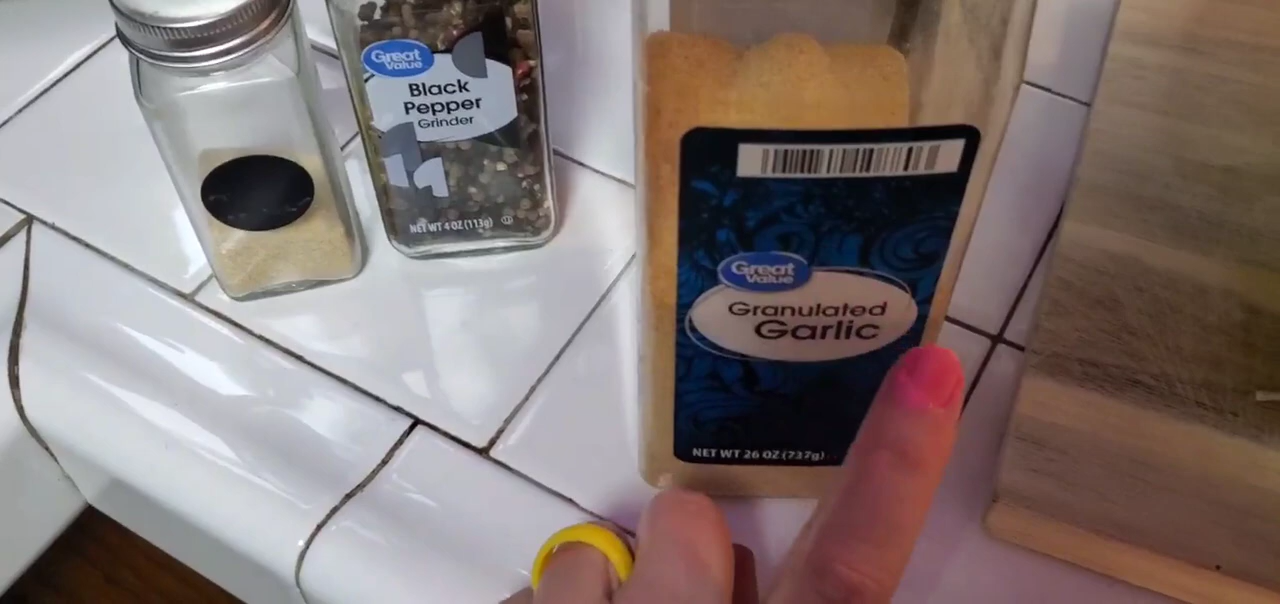 Great
Value
Black
Pepper
Grinder
NET WT 4 OZ (113g)
Great
Value
Granulated
Garlic
NET WT 26 OZ (737g)